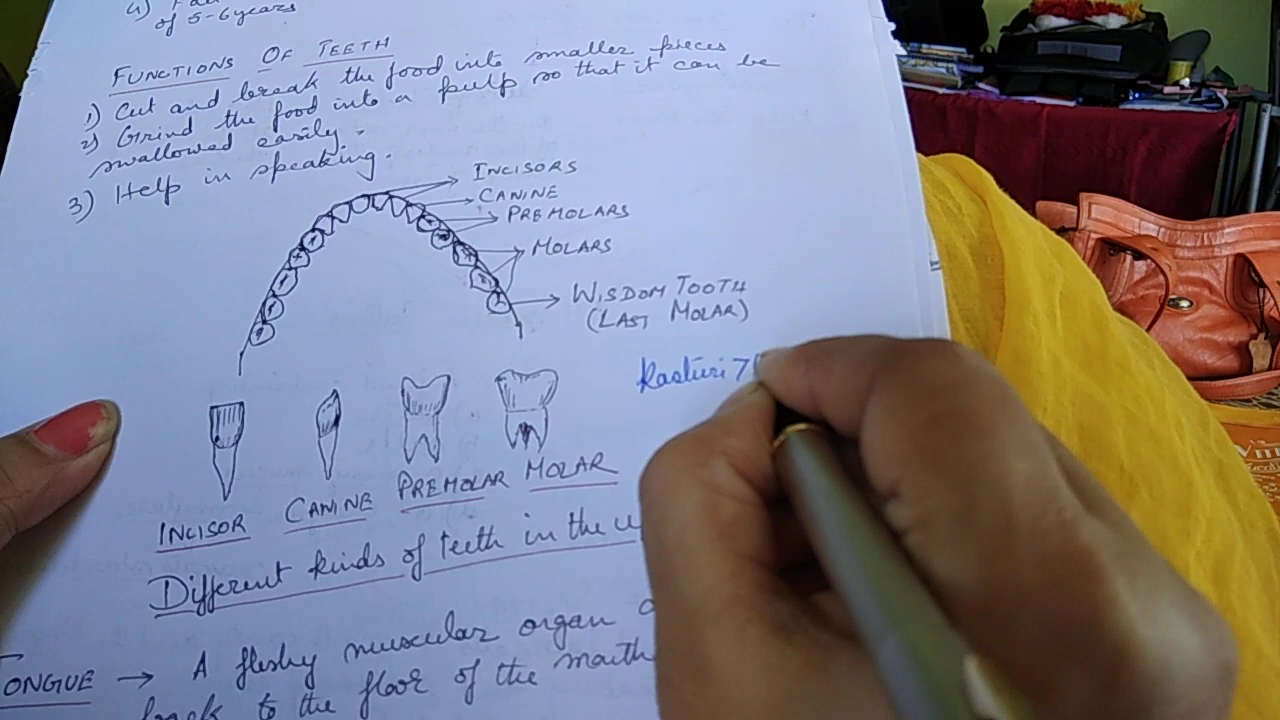 4)
of 5-6 years
FUNCTIONS OF TEETH
1) Cut and break the food into smaller pieces
2) Grind the food into a pulp so that it can be
swallowed easily.
3) Help in speaking.
INCISORS
CANINE
PREMOLARS
MOLARS
WISDOM TOOTH
(LAST MOLAR)
Kasturi
INCISOR CANINE PREMOLAR MOLAR
Different kinds of teeth in the
TONGUE → A fleshy muscular organ
back to the floor of the mouth